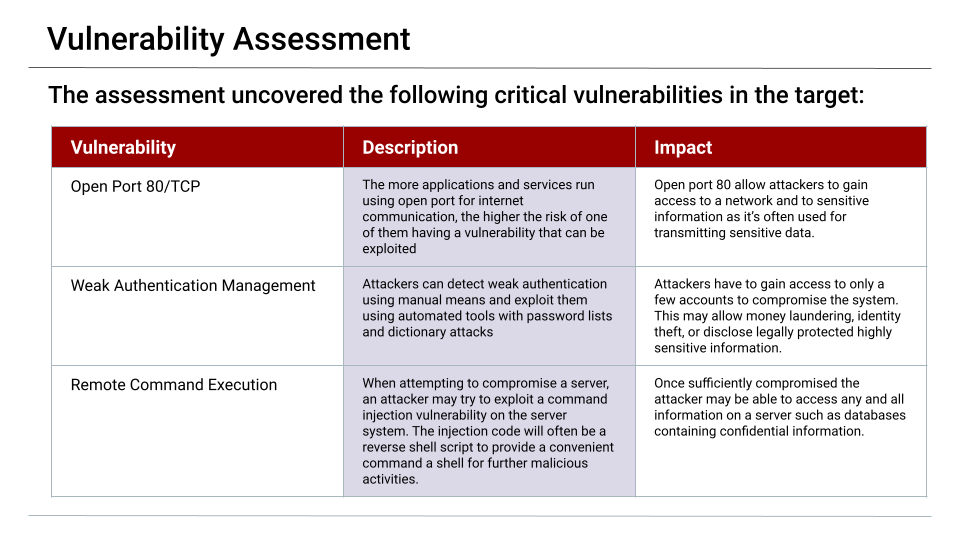 Vulnerability Assessment
The assessment uncovered the following critical vulnerabilities in the target:
Vulnerability
Description
Impact
Open Port 80/TCP
The more applications and services run
using open port for internet
communication, the higher the risk of one
of them having a vulnerability that can be
exploited
Open port 80 allow attackers to gain
access to a network and to sensitive
information as it’s often used for
transmitting sensitive data.
Weak Authentication Management
Attackers can detect weak authentication
using manual means and exploit them
using automated tools with password lists
and dictionary attacks
Attackers have to gain access to only a
few accounts to compromise the system.
This may allow money laundering, identity
theft, or disclose legally protected highly
sensitive information.
Remote Command Execution
When attempting to compromise a server,
an attacker may try to exploit a command
injection vulnerability on the server
system. The injection code will often be a
reverse shell script to provide a convenient
command a shell for further malicious
activities.
Once sufficiently compromised the
attacker may be able to access any and all
information on a server such as databases
containing confidential information.